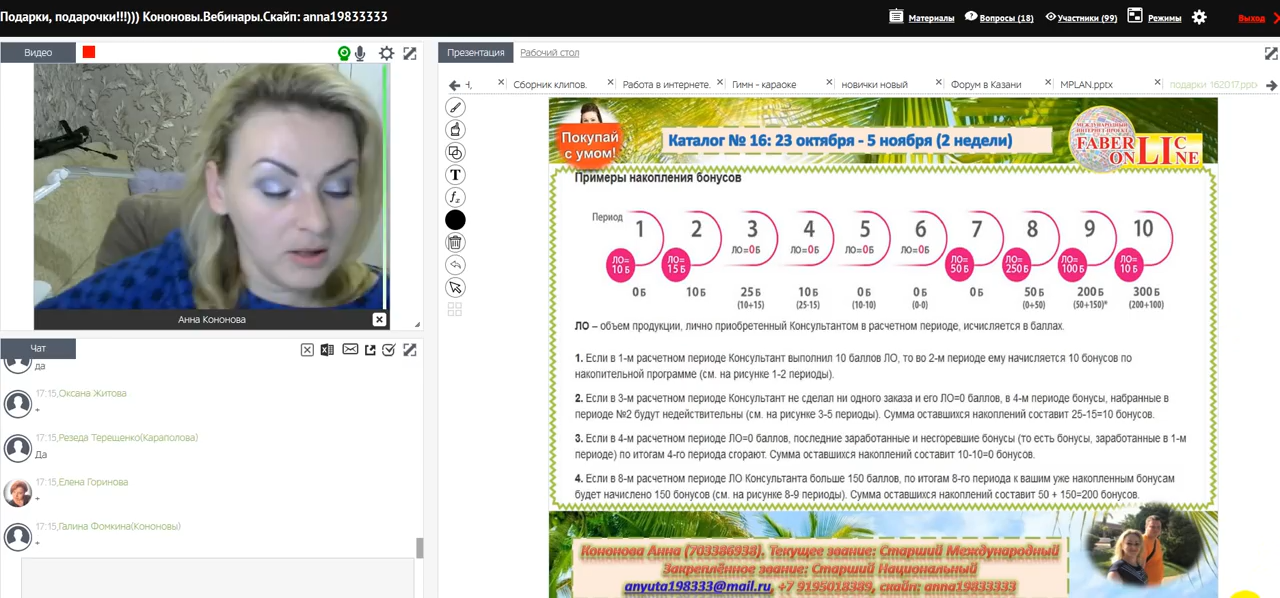 Подарки, подарочки!!!))) Кононовы.Вебинары.Скайп: anna19833333
Материалы
Вопросы (18)
Участники (99)
Режимы
Выход
Видео
Анна Кононова
Чат
да
17:15,Оксана Житова
+
17:15,Резеда Терещенко(Караполова)
Да
17:15,Елена Горинова
+
17:15,Галина Фомкина(Кононовы)
+
Презентация
Рабочий стол
Сборник клипов.
Работа в интернете.
Гимн - караоке
новички новый
Форум в Казани
MPLAN.pptx
подарки 162017.pptx
Покупай
с умом!
Каталог № 16: 23 октября - 5 ноября (2 недели)
МЕЖДУНАРОДНЫЙ
ИНТЕРНЕТ-ПРОЕКТ
FABERLIC
ONLINE
Примеры накопления бонусов
Период
1 2 3 4 5 6 7 8 9 10
ЛО=0Б ЛО=0Б ЛО=0Б ЛО=0Б
ЛО=10 Б ЛО=15 Б ЛО=50 Б ЛО=250 Б ЛО=100 Б ЛО=10 Б
0 Б 10 Б 25 Б 10 Б 0 Б 0 Б 0 Б 50 Б 200 Б 300 Б
(10+15) (25-15) (10-10) (0-0) (0+50) (50+150)* (200+100)
ЛО – объем продукции, лично приобретенный Консультантом в расчетном периоде, исчисляется в баллах.
1. Если в 1-м расчетном периоде Консультант выполнил 10 баллов ЛО, то во 2-м периоде ему начисляется 10 бонусов по
накопительной программе (см. на рисунке 1-2 периоды).
2. Если в 3-м расчетном периоде Консультант не сделал ни одного заказа и его ЛО=0 баллов, в 4-м периоде бонусы, набранные в
периоде №2 будут недействительны (см. на рисунке 3-5 периоды). Сумма оставшихся накоплений составит 25-15=10 бонусов.
3. Если в 4-м расчетном периоде ЛО=0 баллов, последние заработанные и несгоревшие бонусы (то есть бонусы, заработанные в 1-м
периоде) по итогам 4-го периода сгорают. Сумма оставшихся накоплений составит 10-10=0 бонусов.
4. Если в 8-м расчетном периоде ЛО Консультанта больше 150 баллов, по итогам 8-го периода к вашим уже накопленным бонусам
будет начислено 150 бонусов (см. на рисунке 8-9 периоды). Сумма оставшихся накоплений составит 50 + 150=200 бонусов.
Кононова Анна (703386938). Текущее звание: Старший Международный
Закреплённое звание: Старший Национальный
anyuta198333@mail.ru, +7 9195018389, скайп: anna19833333